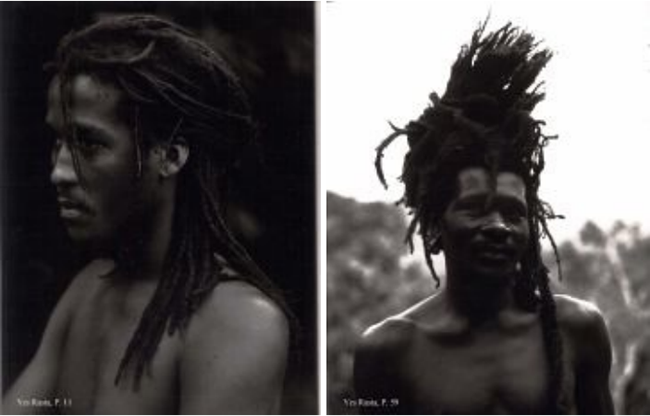 Yes Rasta, P. 11
Yes Rasta, P. 59